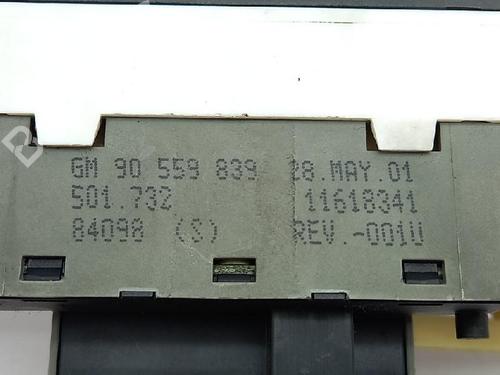 GM 90 559 839 28.MAY.01
501.732 11618341
84098 (S) REV.-001U